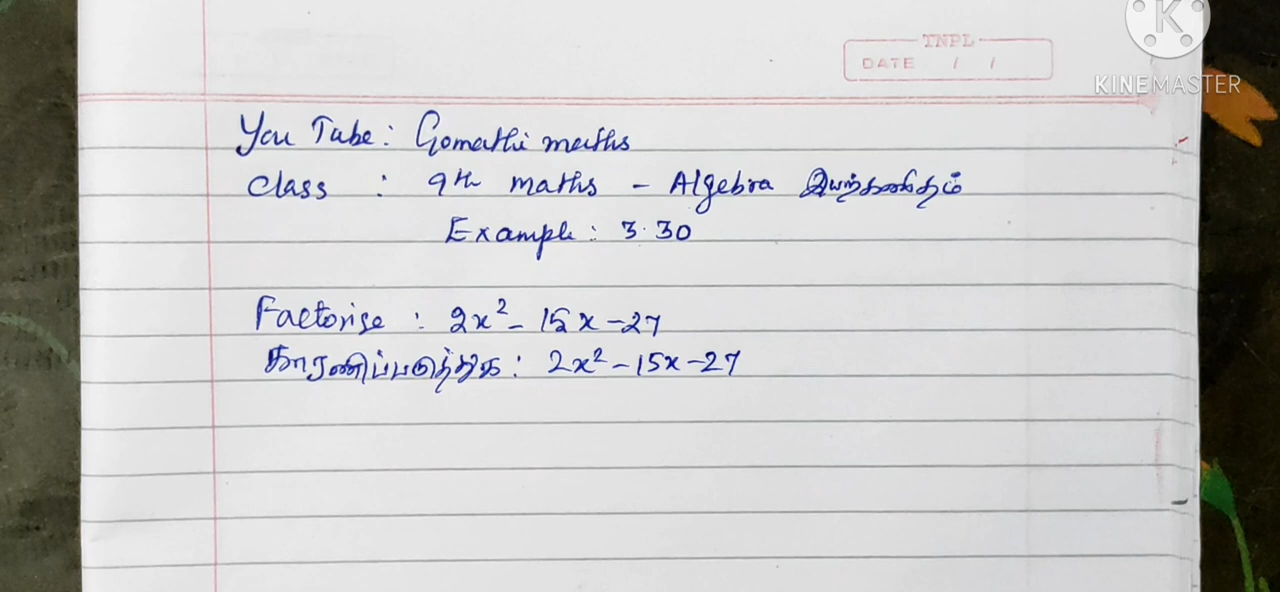 K
KINEMASTER
TNPL
DATE / /
You Tube: Gomathi maths
Class : 9th maths - Algebra இயற்கணிதம்
Example: 3.30
Factorise : 2x² - 15x - 27
காரணிப்படுத்துக: 2x² - 15x - 27